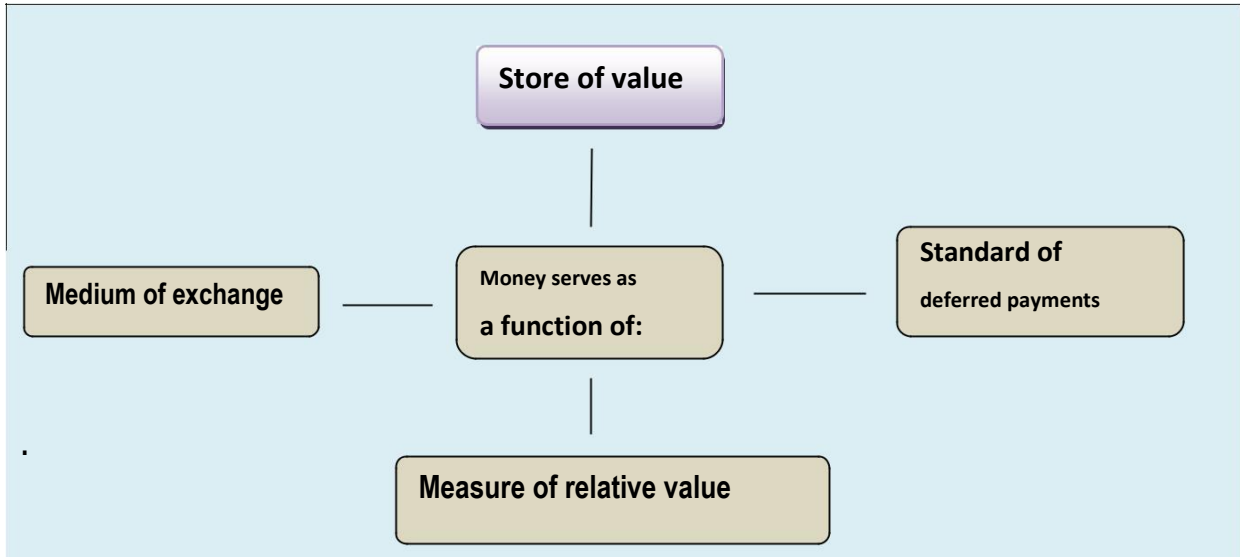 Store of value
Medium of exchange
Money serves as
a function of:
Standard of
deferred payments
.
Measure of relative value